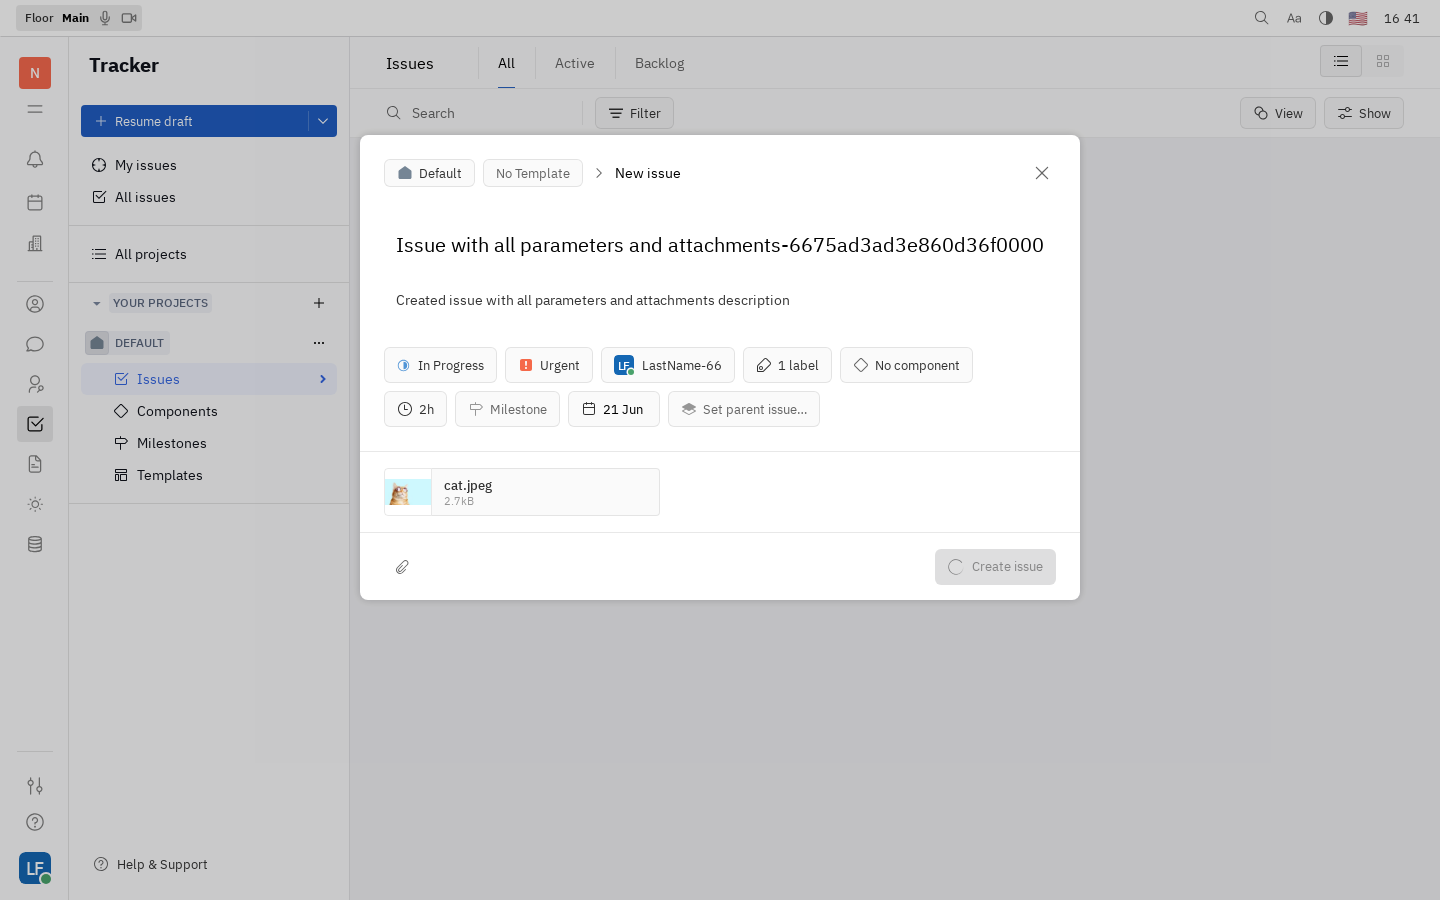 Floor Main
Aa
16 41
N
Tracker
Resume draft
My issues
All issues
All projects
YOUR PROJECTS
DEFAULT
Issues
Components
Milestones
Templates
Help & Support
LF
Issues
All
Active
Backlog
Search
Filter
View
Show
Default
No Template
New issue
Issue with all parameters and attachments-6675ad3ad3e860d36f0000
Created issue with all parameters and attachments description
In Progress
Urgent
LF LastName-66
1 label
No component
2h
Milestone
21 Jun
Set parent issue...
cat.jpeg
2.7kB
Create issue